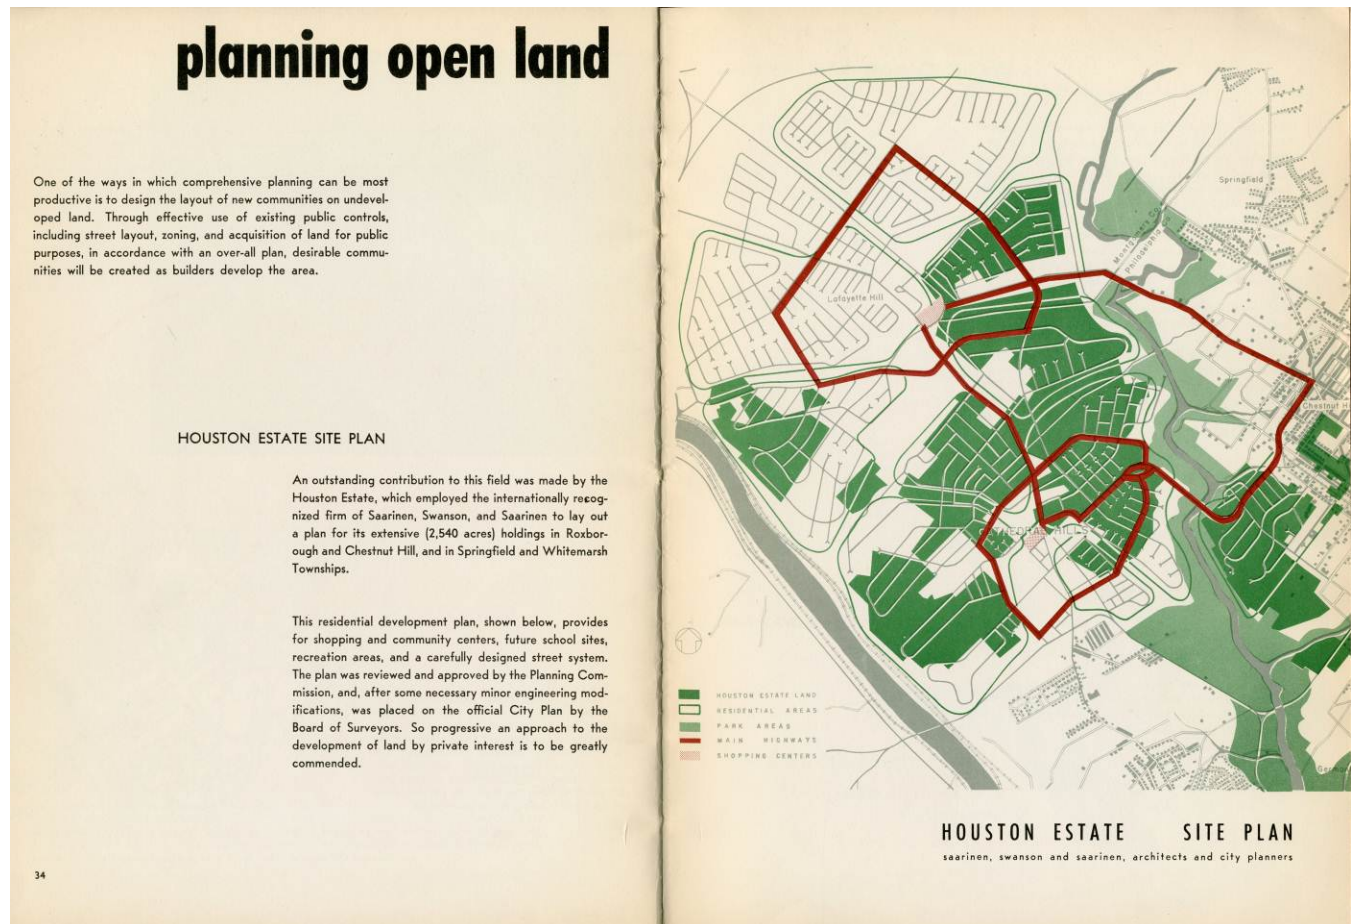 planning open land
One of the ways in which comprehensive planning can be most
productive is to design the layout of new communities on undevel-
oped land. Through effective use of existing public controls,
including street layout, zoning, and acquisition of land for public
purposes, in accordance with an over-all plan, desirable commu-
nities will be created as builders develop the area.
HOUSTON ESTATE SITE PLAN
An outstanding contribution to this field was made by the
Houston Estate, which employed the internationally recog-
nized firm of Saarinen, Swanson, and Saarinen to lay out
a plan for its extensive (2,540 acres) holdings in Roxbor-
ough and Chestnut Hill, and in Springfield and Whitemarsh
Townships.
This residential development plan, shown below, provides
for shopping and community centers, future school sites,
recreation areas, and a carefully designed street system.
The plan was reviewed and approved by the Planning Com-
mission, and, after some necessary minor engineering mod-
ifications, was placed on the official City Plan by the
Board of Surveyors. So progressive an approach to the
development of land by private interest is to be greatly
commended.
34
Springfield
Montgomery Co.
Philadelphia
Lafayette Hill
Chestnut Hi
CATHEDRAL HILLS
HOUSTON ESTATE LAND
RESIDENTIAL AREAS
PARK AREAS
MAIN HIGHWAYS
SHOPPING CENTERS
German
HOUSTON ESTATE SITE PLAN
saarinen, swanson and saarinen, architects and city planners